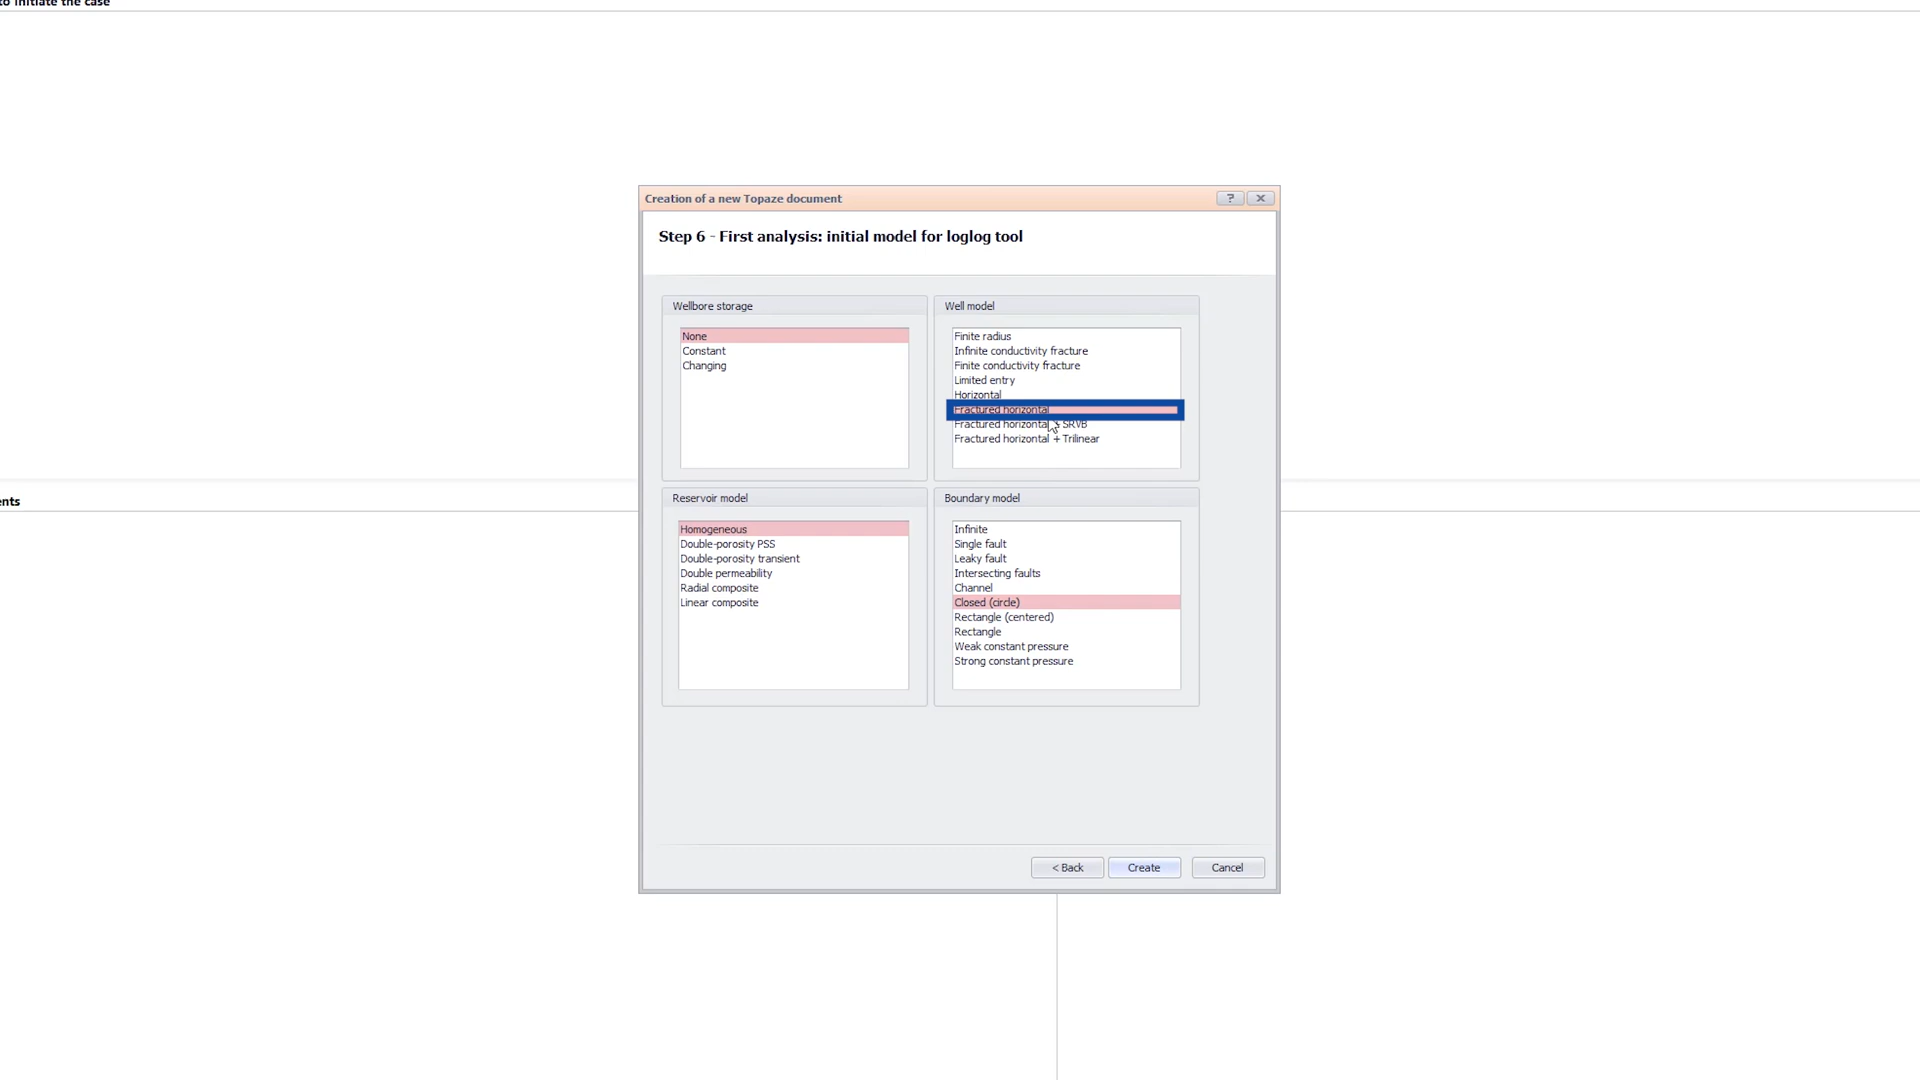 to initiate the case
Creation of a new Topaze document
Step 6 - First analysis: initial model for loglog tool
Wellbore storage
None
Constant
Changing
Well model
Finite radius
Infinite conductivity fracture
Finite conductivity fracture
Limited entry
Horizontal
Fractured horizontal
Fractured horizontal + SRVB
Fractured horizontal + Trilinear
ents
Reservoir model
Homogeneous
Double-porosity PSS
Double-porosity transient
Double permeability
Radial composite
Linear composite
Boundary model
Infinite
Single fault
Leaky fault
Intersecting faults
Channel
Closed (circle)
Rectangle (centered)
Rectangle
Weak constant pressure
Strong constant pressure
< Back
Create
Cancel